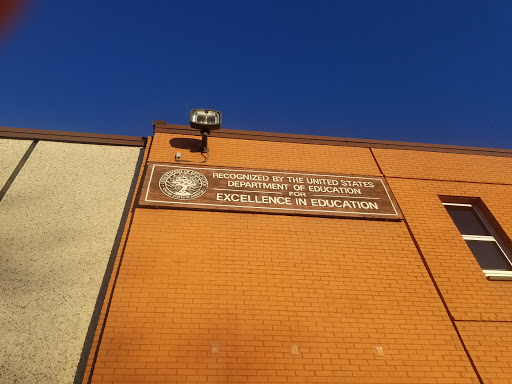 RECOGNIZED BY THE UNITED STATES
DEPARTMENT OF EDUCATION
FOR
EXCELLENCE IN EDUCATION